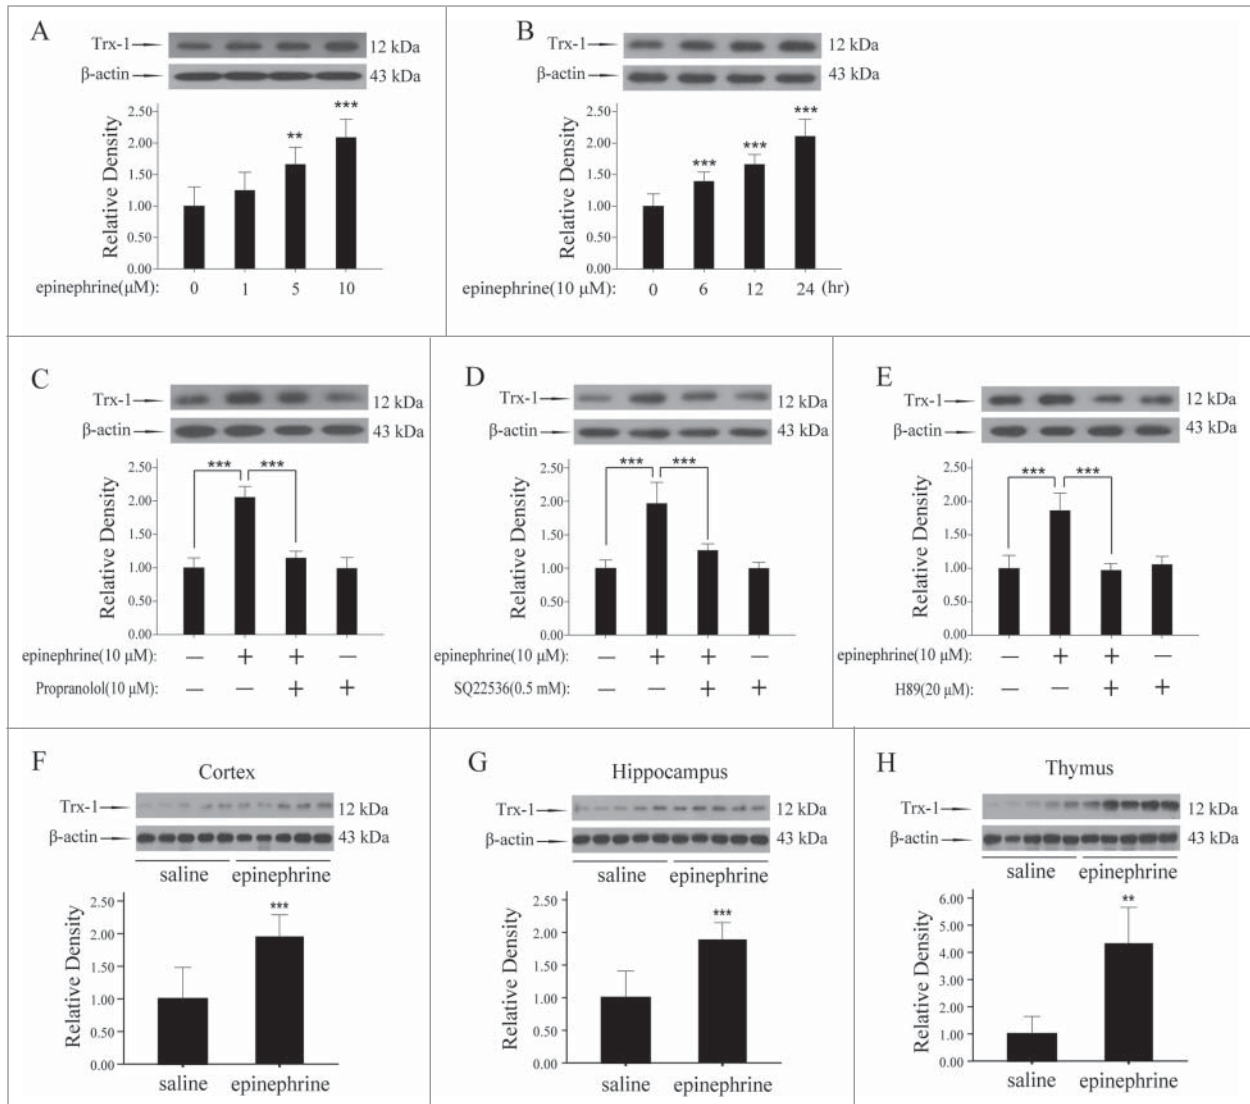 A
Trx-1
12 kDa
β-actin
43 kDa
Relative Density
2.50
2.00
1.50
1.00
0.50
0.00
**
***
epinephrine(μM):
0 1 5 10
B
Trx-1
12 kDa
β-actin
43 kDa
Relative Density
2.50
2.00
1.50
1.00
0.50
0.00
*** *** ***
epinephrine(10 μM):
0 6 12 24 (hr)
C
Trx-1
12 kDa
β-actin
43 kDa
Relative Density
2.50
2.00
1.50
1.00
0.50
0.00
*** ***
epinephrine(10 μM): — + + —
Propranolol(10 μM): — — + +
D
Trx-1
12 kDa
β-actin
43 kDa
Relative Density
2.50
2.00
1.50
1.00
0.50
0.00
*** ***
epinephrine(10 μM): — + + —
SQ22536(0.5 mM): — — + +
E
Trx-1
12 kDa
β-actin
43 kDa
Relative Density
2.50
2.00
1.50
1.00
0.50
0.00
*** ***
epinephrine(10 μM): — + + —
H89(20 μM): — — + +
F
Cortex
Trx-1
12 kDa
β-actin
43 kDa
saline epinephrine
Relative Density
2.50
2.00
1.50
1.00
0.50
0.00
***
saline epinephrine
G
Hippocampus
Trx-1
12 kDa
β-actin
43 kDa
saline epinephrine
Relative Density
2.50
2.00
1.50
1.00
0.50
0.00
***
saline epinephrine
H
Thymus
Trx-1
12 kDa
β-actin
43 kDa
saline epinephrine
Relative Density
6.00
5.00
4.00
3.00
2.00
1.00
0.00
**
saline epinephrine